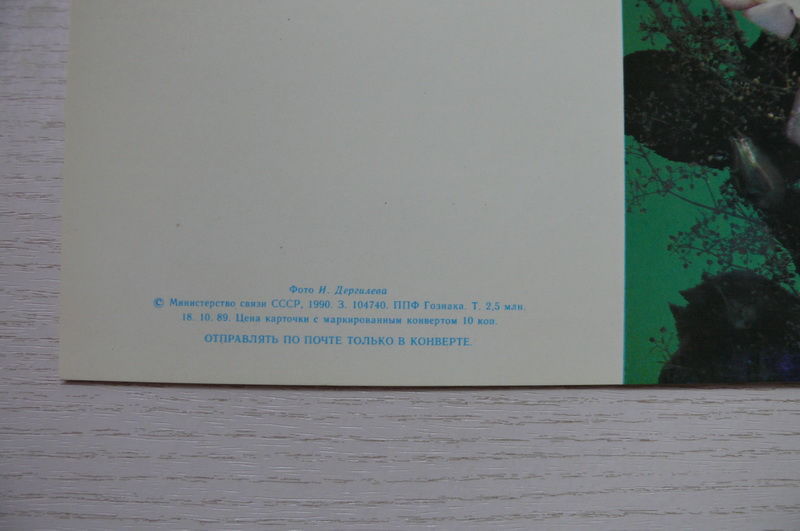 Фото И. Дергилева
© Министерство связи СССР, 1990. З. 104740. ППФ Гознака. Т. 2,5 млн.
18. 10. 89. Цена карточки с маркированным конвертом 10 коп.
ОТПРАВЛЯТЬ ПО ПОЧТЕ ТОЛЬКО В КОНВЕРТЕ.